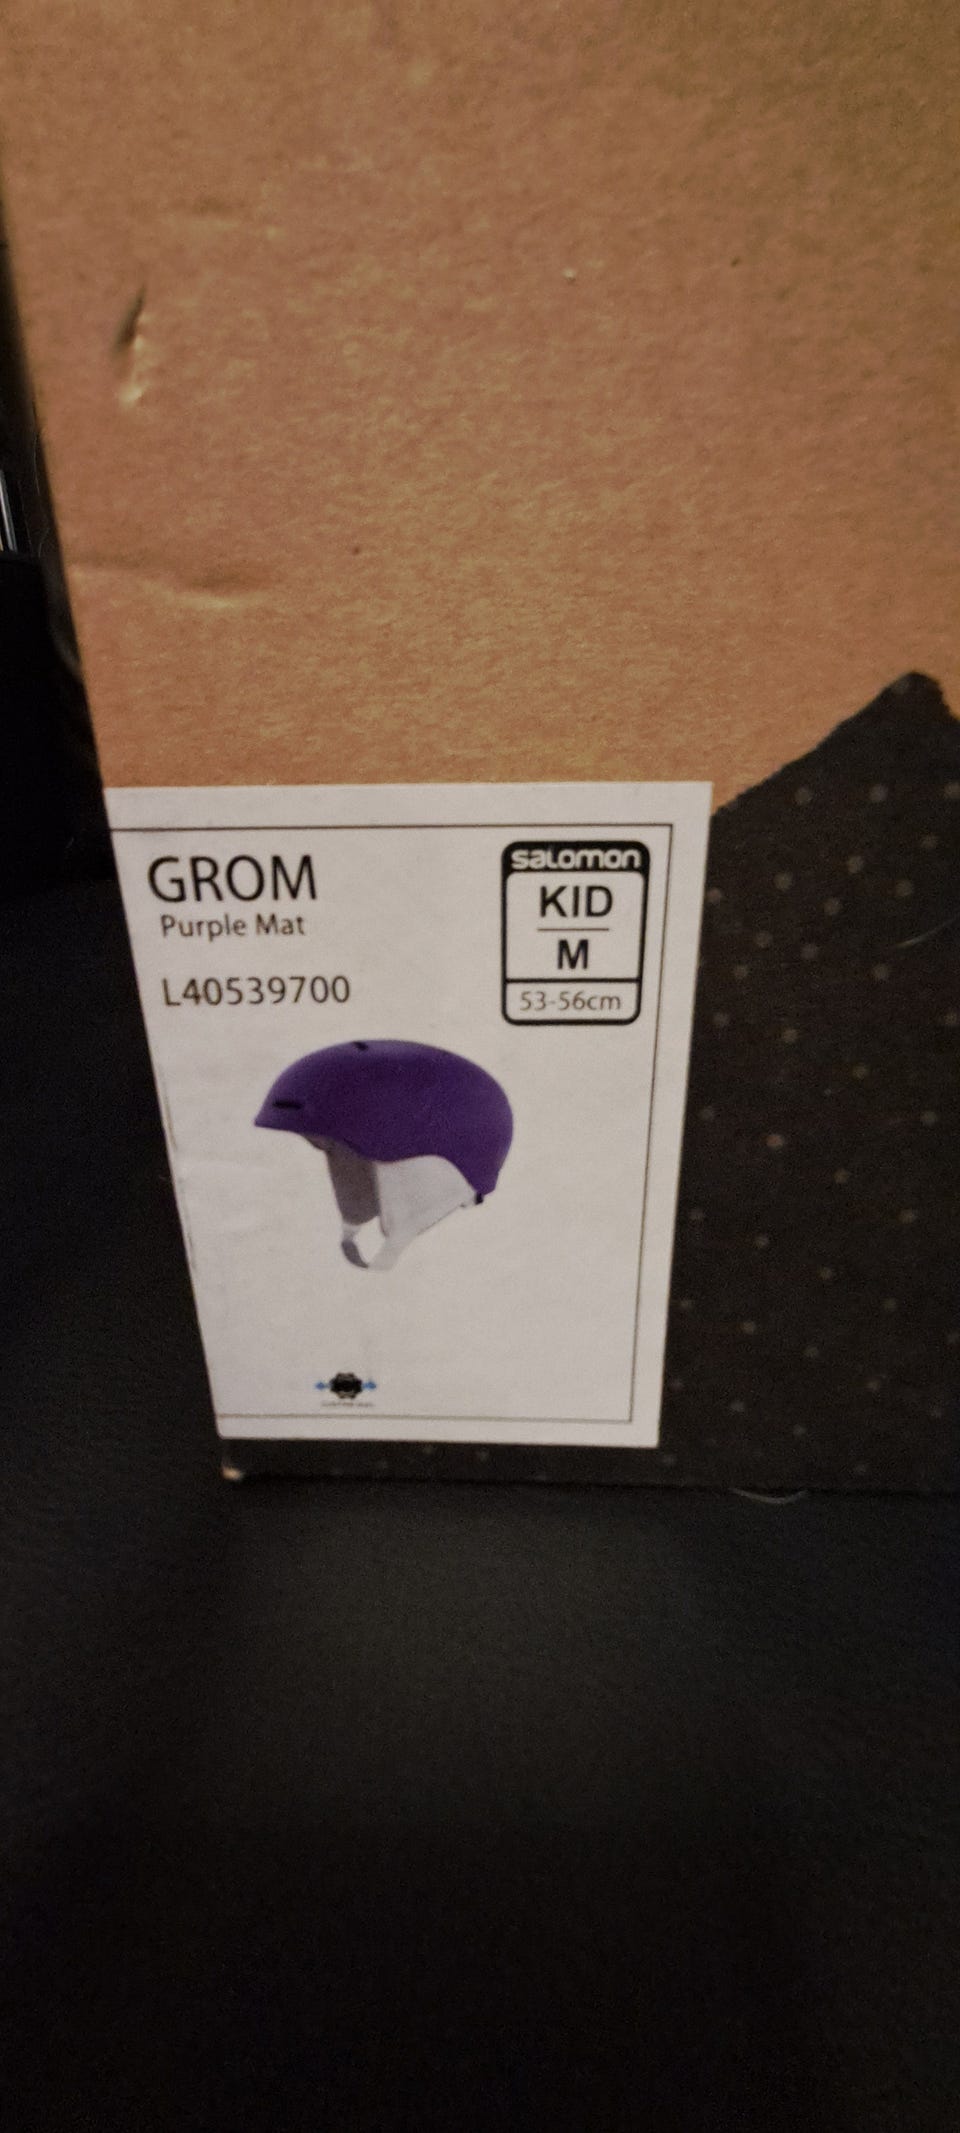 GROM
Purple Mat
L40539700
salomon
KID
M
53-56cm